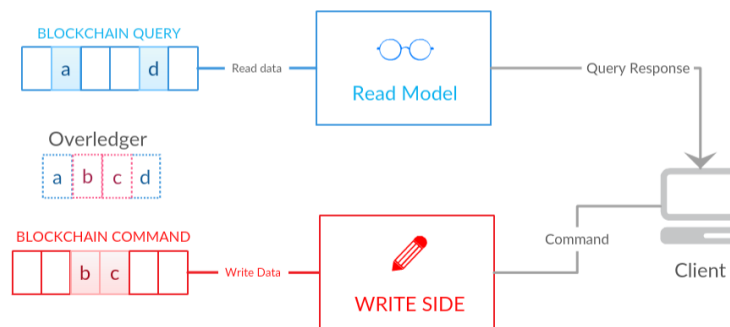 BLOCKCHAIN QUERY
a d
Read data
Read Model
Query Response
Overledger
a b c d
BLOCKCHAIN COMMAND
b c
Write Data
WRITE SIDE
Command
Client